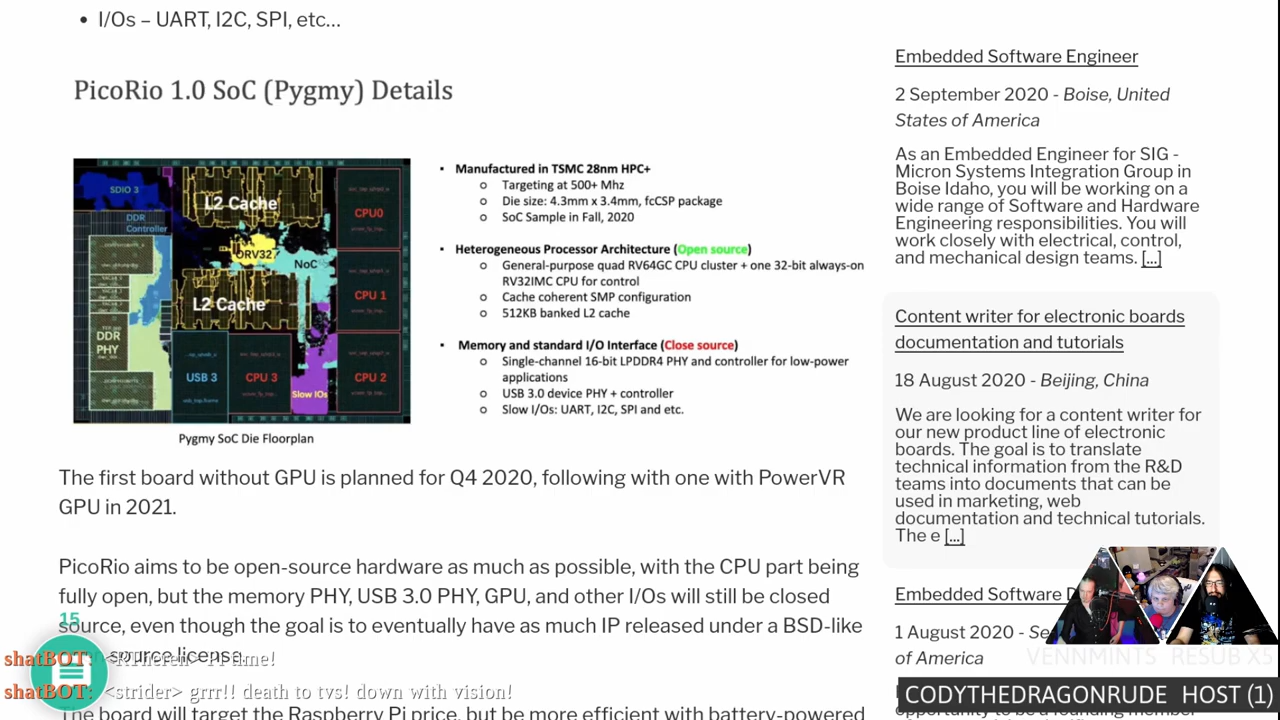 I/Os – UART, I2C, SPI, etc…
PicoRio 1.0 SoC (Pygmy) Details
SDIO 3
DDR
Controller
L2 Cache
ORV32
NoC
L2 Cache
CPU0
CPU 1
DDR
PHY
USB 3
CPU 3
Slow IOs
CPU 2
Pygmy SoC Die Floorplan
Manufactured in TSMC 28nm HPC+
Targeting at 500+ Mhz
Die size: 4.3mm x 3.4mm, fcCSP package
SoC Sample in Fall, 2020
Heterogeneous Processor Architecture (Open source)
General-purpose quad RV64GC CPU cluster + one 32-bit always-on
RV32IMC CPU for control
Cache coherent SMP configuration
512KB banked L2 cache
Memory and standard I/O Interface (Close source)
Single-channel 16-bit LPDDR4 PHY and controller for low-power
applications
USB 3.0 device PHY + controller
Slow I/Os: UART, I2C, SPI and etc.
The first board without GPU is planned for Q4 2020, following with one with PowerVR
GPU in 2021.
PicoRio aims to be open-source hardware as much as possible, with the CPU part being
fully open, but the memory PHY, USB 3.0 PHY, GPU, and other I/Os will still be closed
source, even though the goal is to eventually have as much IP released under a BSD-like
source license.
The board will target the Raspberry Pi price, but be more efficient with battery-powered
15
shatBOT: time!
shatBOT: <strider> grrr!! death to tvs! down with vision!
Embedded Software Engineer
2 September 2020 - Boise, United
States of America
As an Embedded Engineer for SIG -
Micron Systems Integration Group in
Boise Idaho, you will be working on a
wide range of Software and Hardware
Engineering responsibilities. You will
work closely with electrical, control,
and mechanical design teams. [...]
Content writer for electronic boards
documentation and tutorials
18 August 2020 - Beijing, China
We are looking for a content writer for
our new product line of electronic
boards. The goal is to translate
technical information from the R&D
teams into documents that can be
used in marketing, web
documentation and technical tutorials.
The e [...]
Embedded Software
1 August 2020 -
of America
VENNMINTS RESUB X5
CODYTHEDRAGONRUDE HOST (1)